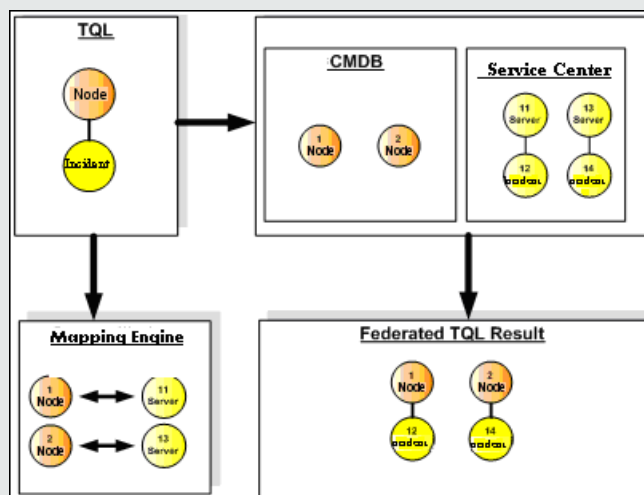 TQL
Node
Incident
CMDB
1
Node
2
Node
Service Center
11
Server
13
Server
12
14
Mapping Engine
1
Node
11
Server
2
Node
13
Server
Federated TQL Result
1
Node
2
Node
12
14